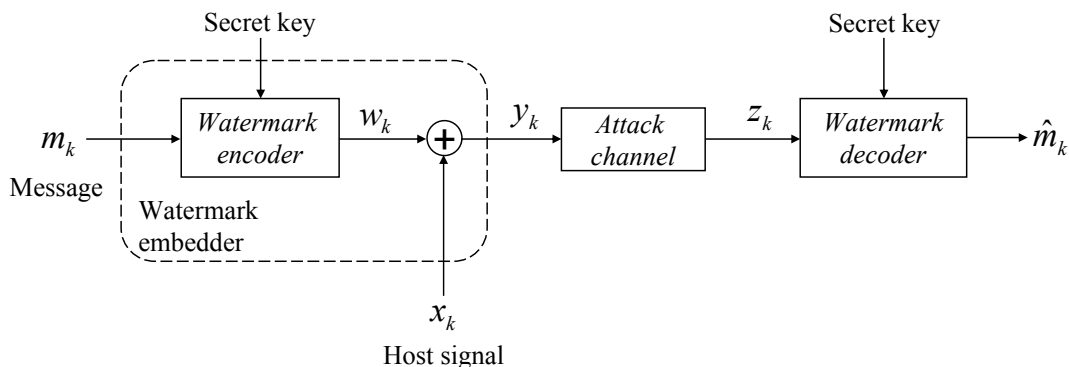 Secret key
Secret key
m_k
Watermark
encoder
w_k
+
y_k
Attack
channel
z_k
Watermark
decoder
m̂_k
Message
Watermark
embedder
x_k
Host signal